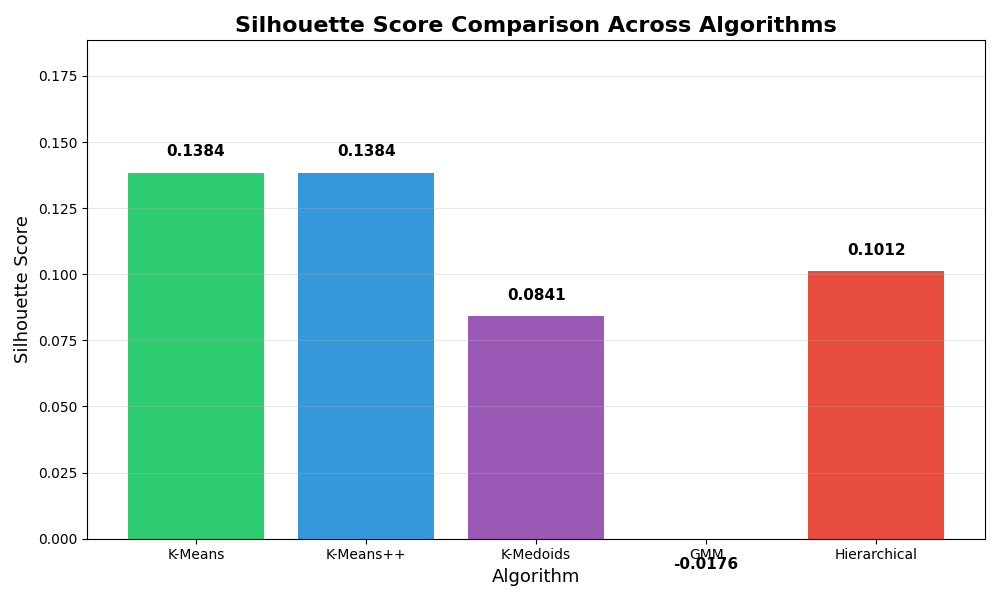 Silhouette Score Comparison Across Algorithms
Silhouette Score
0.175
0.150
0.125
0.100
0.075
0.050
0.025
0.000
0.1384
0.1384
0.0841
-0.0176
0.1012
K-Means
K-Means++
K-Medoids
GMM
Hierarchical
Algorithm